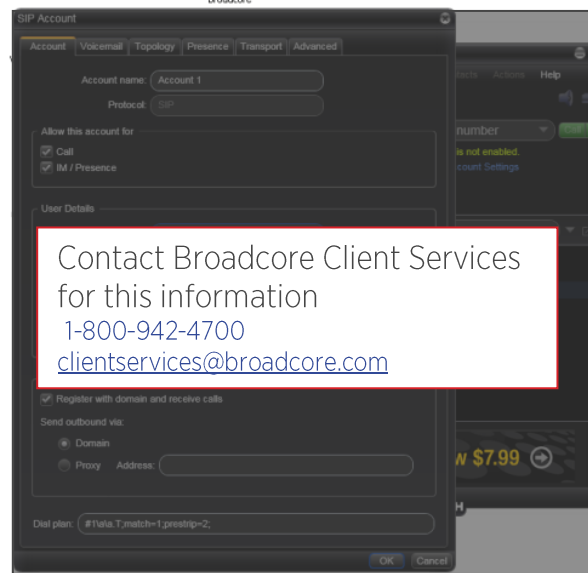 Broadcore
SIP Account
Account Voicemail Topology Presence Transport Advanced
Account name: Account 1
Protocol: SIP
Allow this account for
Call
IM / Presence
User Details
Actions Help
number Call
is not enabled.
count Settings
Contact Broadcore Client Services
for this information
1-800-942-4700
clientservices@broadcore.com
Register with domain and receive calls
Send outbound via:
Domain
Proxy Address:
w $7.99
H
Dial plan: #1\a\a.T;match=1;prestrip=2;
OK Cancel